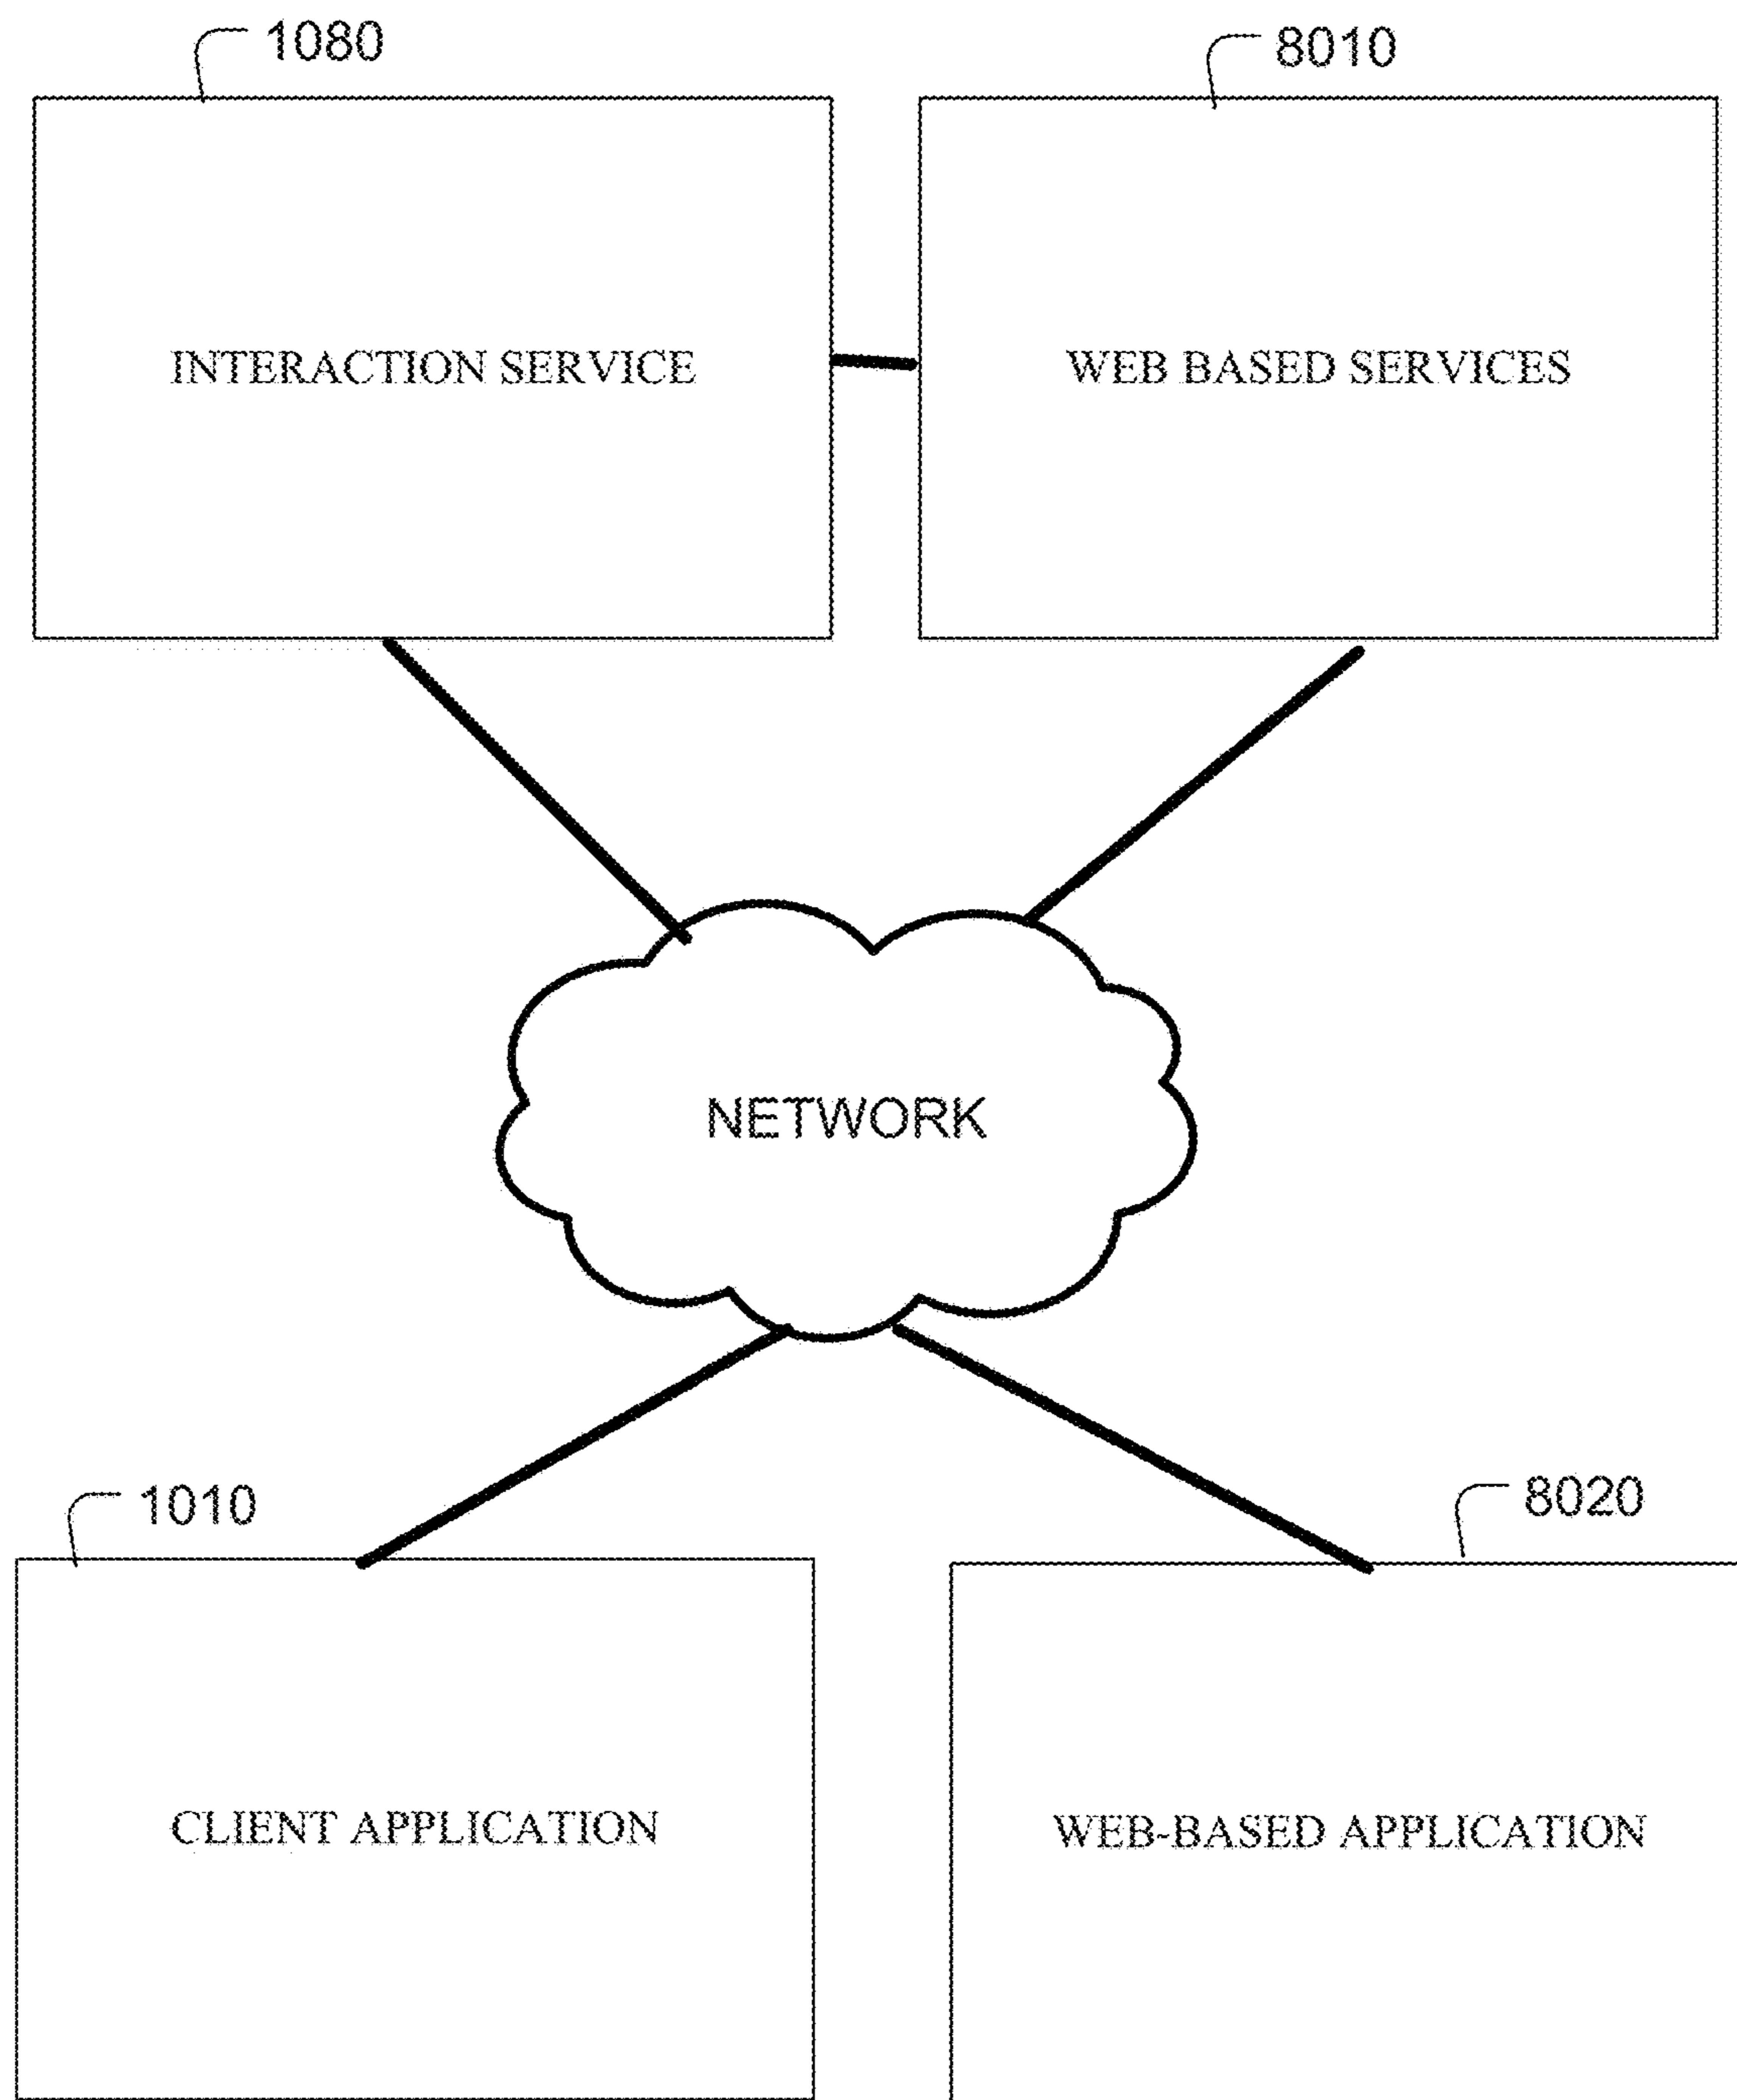 1080
8010
INTERACTION SERVICE
WEB BASED SERVICES
NETWORK
1010
8020
CLIENT APPLICATION
WEB-BASED APPLICATION